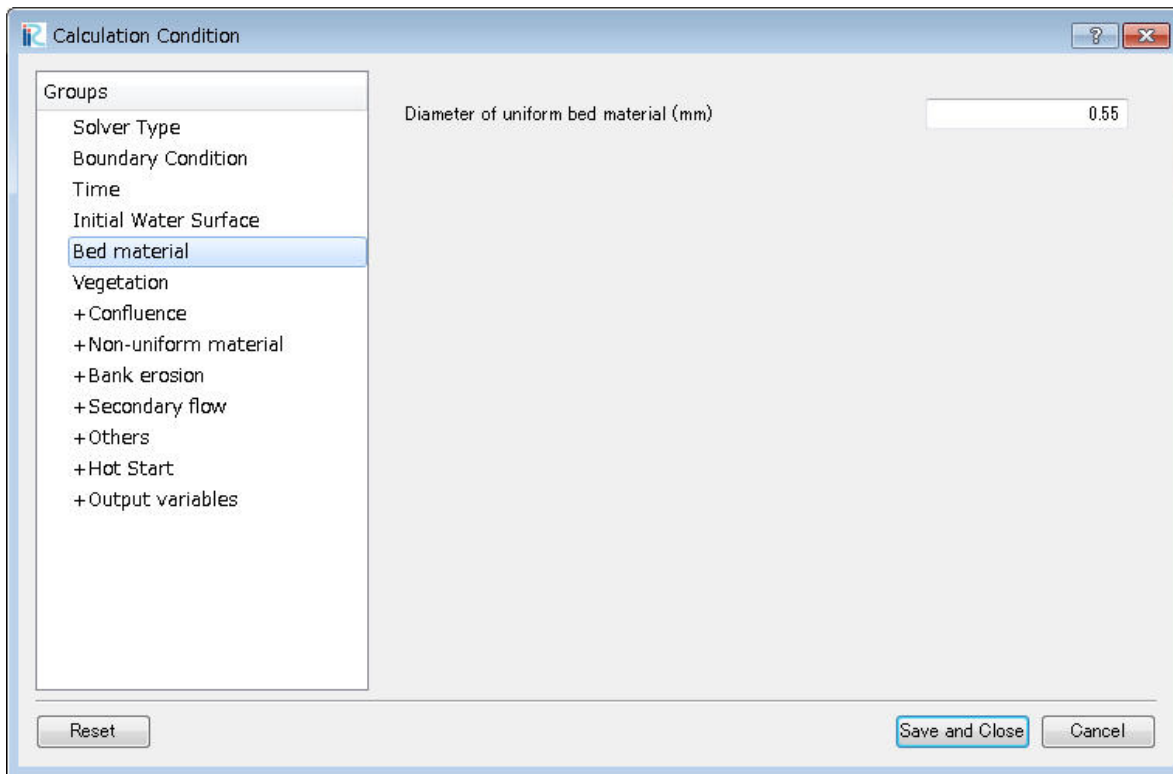 Calculation Condition
Groups
Solver Type
Boundary Condition
Time
Initial Water Surface
Bed material
Vegetation
+Confluence
+Non-uniform material
+Bank erosion
+Secondary flow
+Others
+Hot Start
+Output variables
Diameter of uniform bed material (mm)
0.55
Reset
Save and Close
Cancel